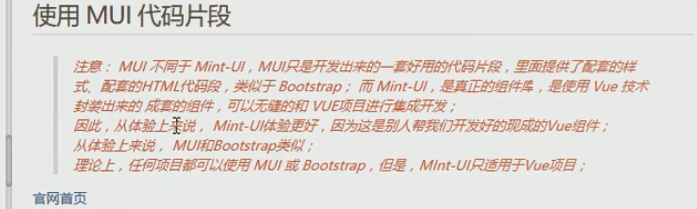 使用 MUI 代码片段
注意： MUI 不同于 Mint-UI，MUI只是开发出来的一套好用的代码片段，里面提供了配套的样
式、配套的HTML代码段，类似于 Bootstrap； 而 Mint-UI，是真正的组件库，是使用 Vue 技术
封装出来的 成套的组件，可以无缝的和 VUE项目进行集成开发；
因此，从体验上来说， Mint-UI体验更好，因为这是别人帮我们开发好的现成的Vue组件；
从体验上来说， MUI和Bootstrap类似；
理论上，任何项目都可以使用 MUI 或 Bootstrap，但是，MInt-UI只适用于Vue项目；
官网首页